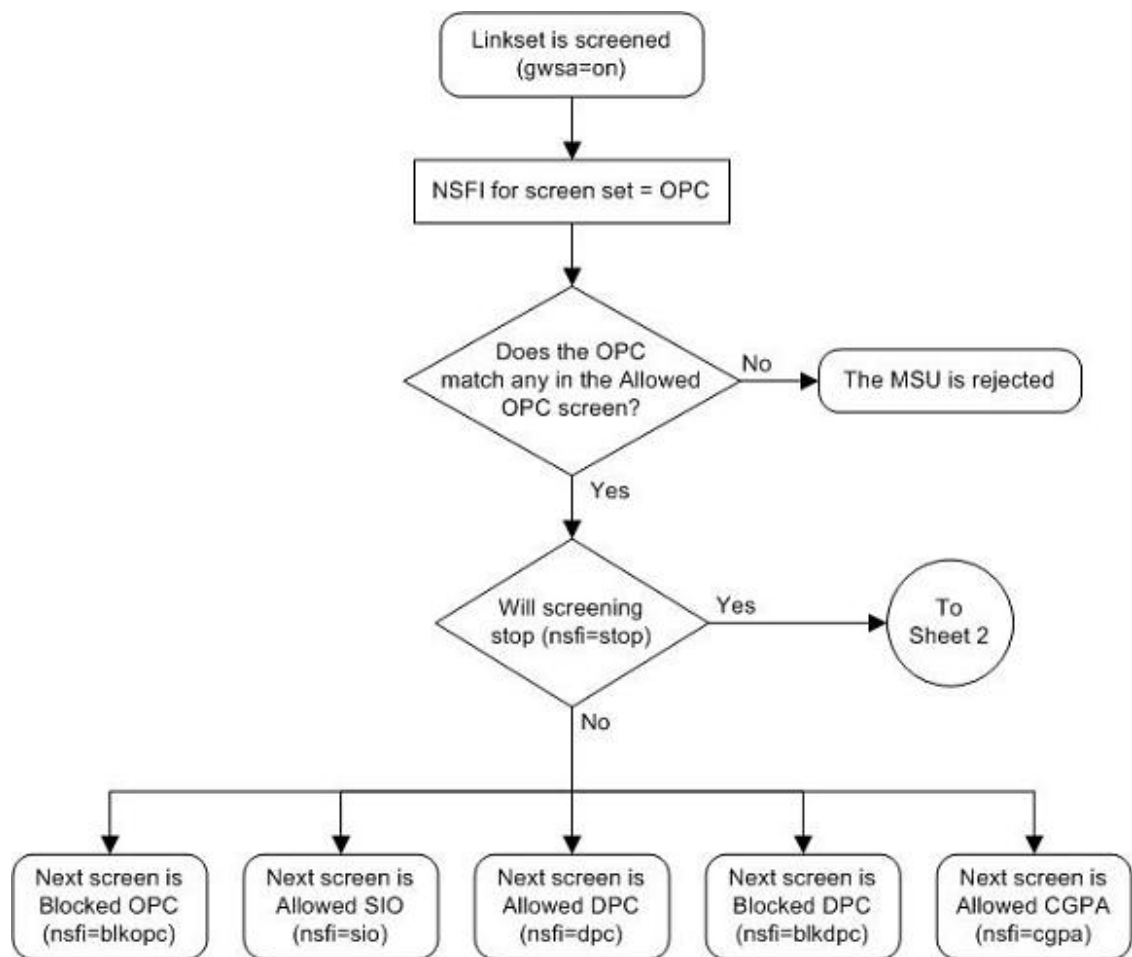 Linkset is screened
(gwsa=on)
NSFI for screen set = OPC
Does the OPC
match any in the Allowed
OPC screen?
No
The MSU is rejected
Yes
Will screening
stop (nsfi=stop)
Yes
To
Sheet 2
No
Next screen is
Blocked OPC
(nsfi=blkopc)
Next screen is
Allowed SIO
(nsfi=sio)
Next screen is
Allowed DPC
(nsfi=dpc)
Next screen is
Blocked DPC
(nsfi=blkdpc)
Next screen is
Allowed CGPA
(nsfi=cgpa)